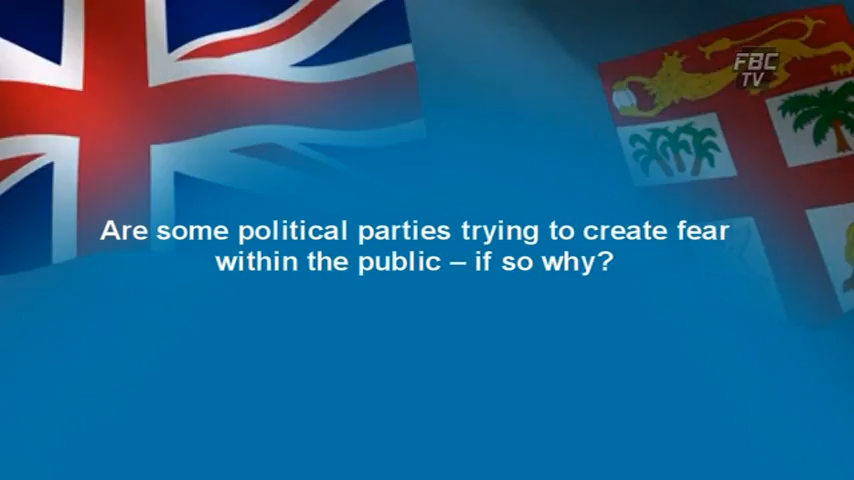 FBC
TV
Are some political parties trying to create fear
within the public – if so why?